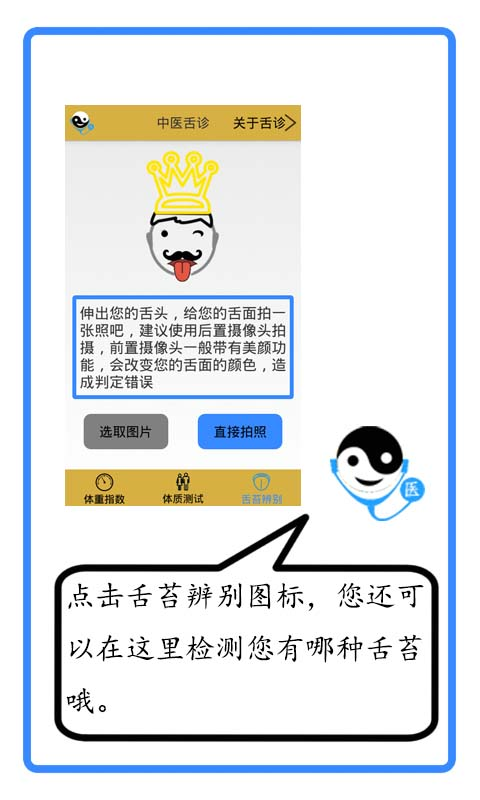 中医舌诊
关于舌诊
伸出您的舌头，给您的舌面拍一
张照吧，建议使用后置摄像头拍
摄，前置摄像头一般带有美颜功
能，会改变您的舌面的颜色，造
成判定错误
选取图片
直接拍照
体重指数
体质测试
舌苔辨别
医
点击舌苔辨别图标，您还可
以在这里检测您有哪种舌苔
哦。